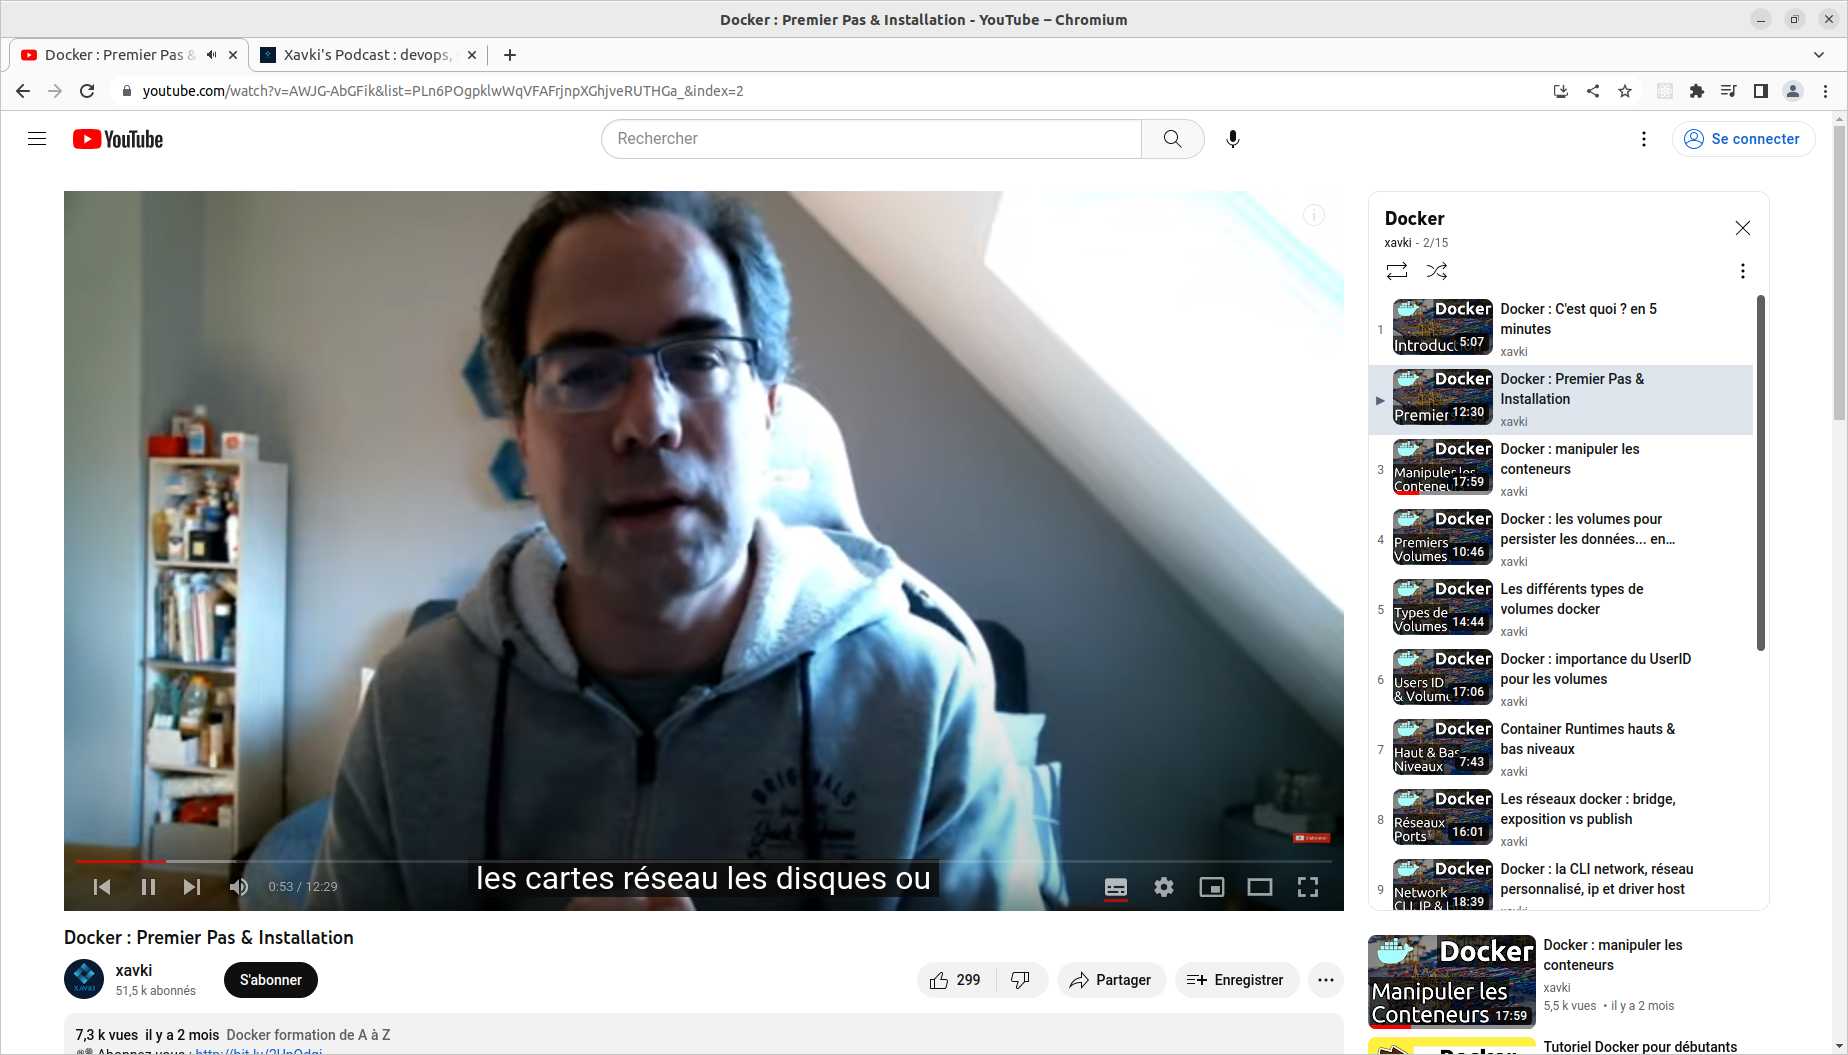 Docker : Premier Pas & Installation - YouTube – Chromium
Docker : Premier Pas &
Xavki's Podcast : devops,
youtube.com/watch?v=AWJG-AbGFik&list=PLn6POgpklwWqVFAFrjnpXGhjveRUTHGa_&index=2
YouTube
Rechercher
Se connecter
ORIGINALS
les cartes réseau les disques ou
0:53 / 12:29
Docker : Premier Pas & Installation
xavki
51,5 k abonnés
S'abonner
299
Partager
Enregistrer
7,3 k vues il y a 2 mois Docker formation de A à Z
Abonnez-vous :
Docker
xavki - 2/15
1
Docker
Introduc
5:07
Docker : C'est quoi ? en 5
minutes
xavki
Docker
Premier
12:30
Docker : Premier Pas &
Installation
xavki
3
Docker
Manipuler les
Conteneu
17:59
Docker : manipuler les
conteneurs
xavki
4
Docker
Premiers
Volumes
10:46
Docker : les volumes pour
persister les données... en...
xavki
5
Docker
Types de
Volumes
14:44
Les différents types de
volumes docker
xavki
6
Docker
Users ID
& Volume
17:06
Docker : importance du UserID
pour les volumes
xavki
7
Docker
Haut & Bas
Niveaux
7:43
Container Runtimes hauts &
bas niveaux
xavki
8
Docker
Réseaux
Ports
16:01
Les réseaux docker : bridge,
exposition vs publish
xavki
9
Docker
Network
CLI IP &
18:39
Docker : la CLI network, réseau
personnalisé, ip et driver host
xavki
Docker
Manipuler les
Conteneurs
17:59
Docker : manipuler les
conteneurs
xavki
5,5 k vues • il y a 2 mois
Docker
Tutoriel Docker pour débutants